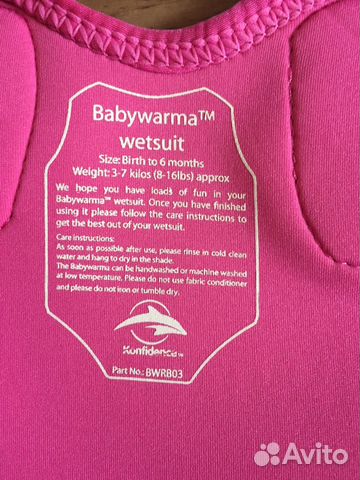 Babywarma™
wetsuit
Size: Birth to 6 months
Weight: 3-7 kilos (8-16lbs) approx
We hope you have loads of fun in your
Babywarma™ wetsuit. Once you have finished
using it please follow the care instructions to
get the best out of your wetsuit.
Care instructions:
As soon as possible after use, please rinse in cold clean
water and hang to dry in the shade.
The Babywarma can be handwashed or machine washed
at low temperature. Please do not use fabric conditioner
and please do not iron or tumble dry.
Konfidence™
Part No.: BWRB03
Avito